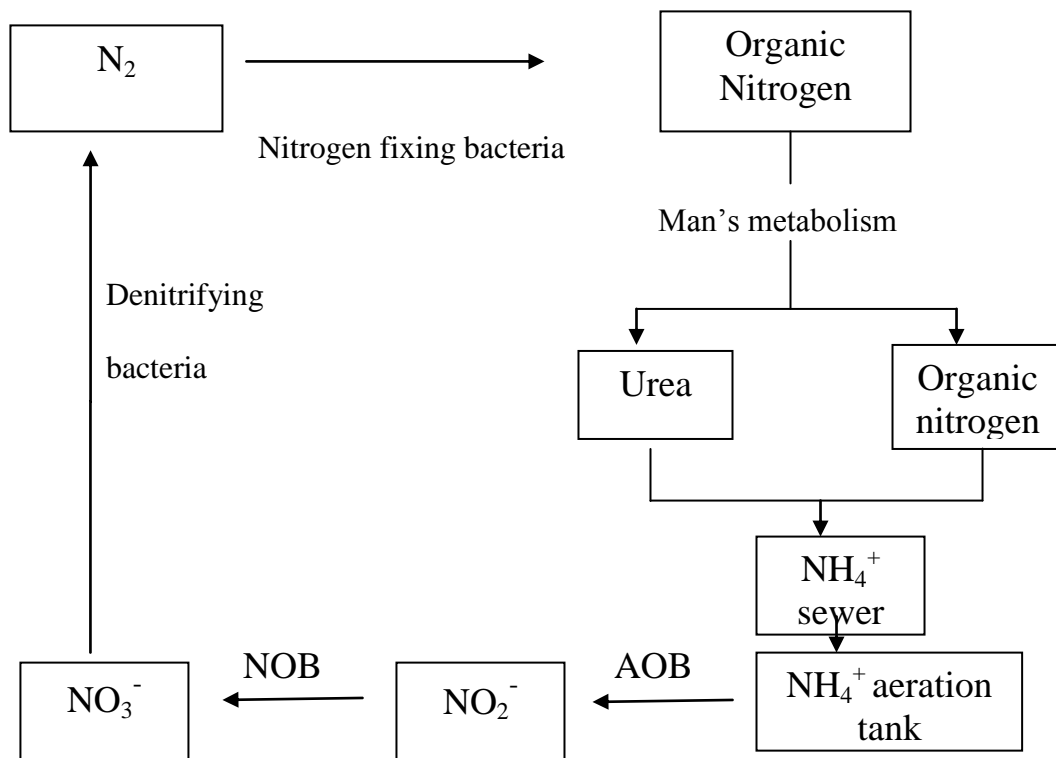 N₂
Organic
Nitrogen
Nitrogen fixing bacteria
Man’s metabolism
Denitrifying
bacteria
Urea
Organic
nitrogen
NH₄⁺
sewer
NH₄⁺ aeration
tank
AOB
NO₂⁻
NOB
NO₃⁻